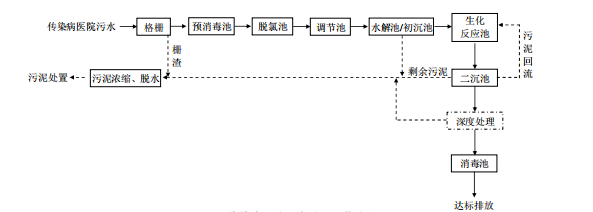 传染病医院污水
格栅
预消毒池
脱氯池
调节池
水解池/初沉池
生化
反应池
污泥回流
栅渣
污泥处置
污泥浓缩、脱水
剩余污泥
二沉池
深度处理
消毒池
达标排放